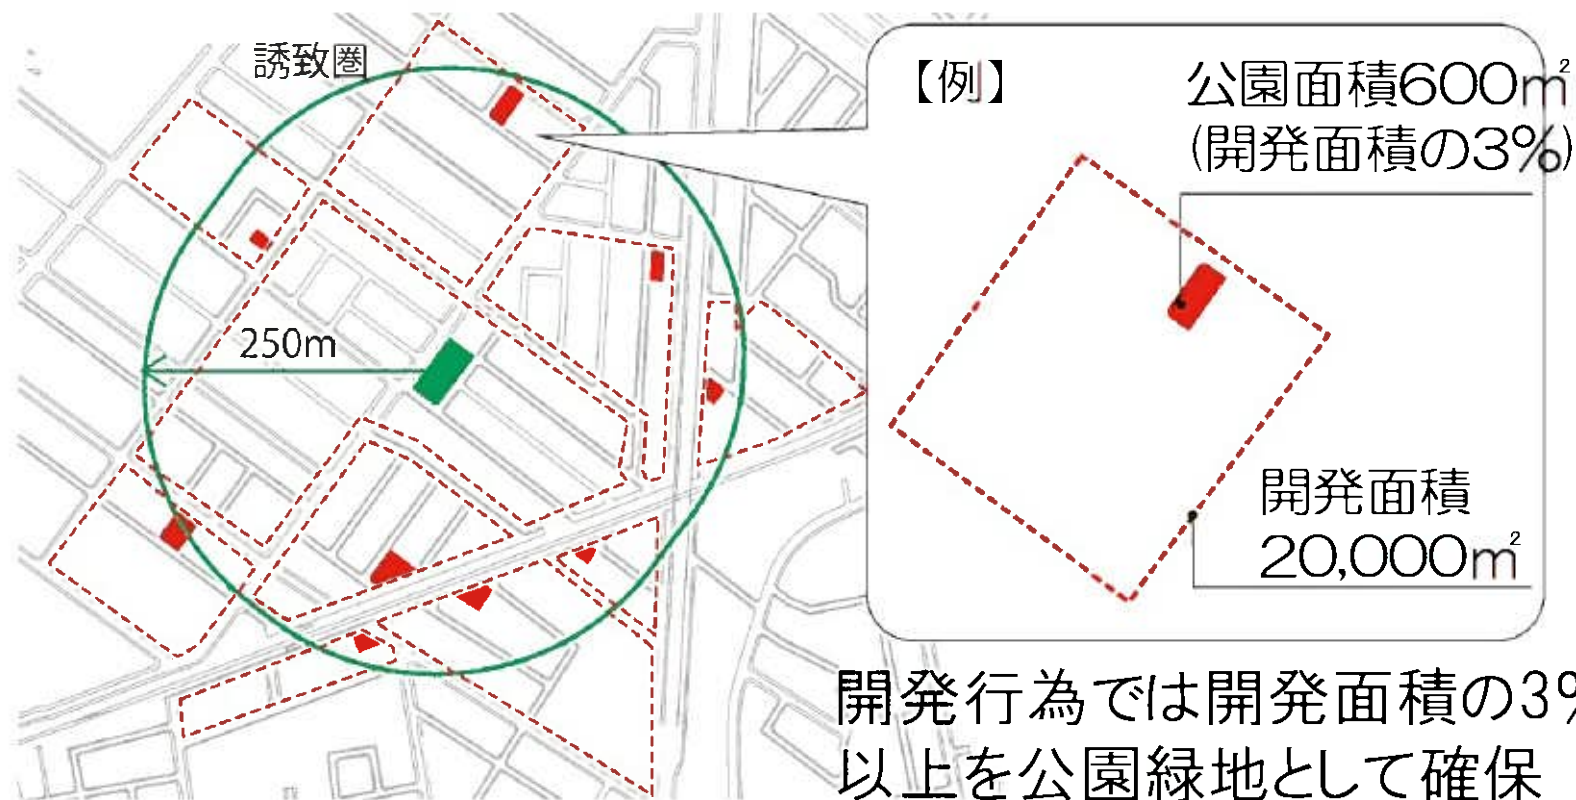 誘致圏
250m
【例】
公園面積600㎡
(開発面積の3%)
開発面積
20,000㎡
開発行為では開発面積の3%
以上を公園緑地として確保